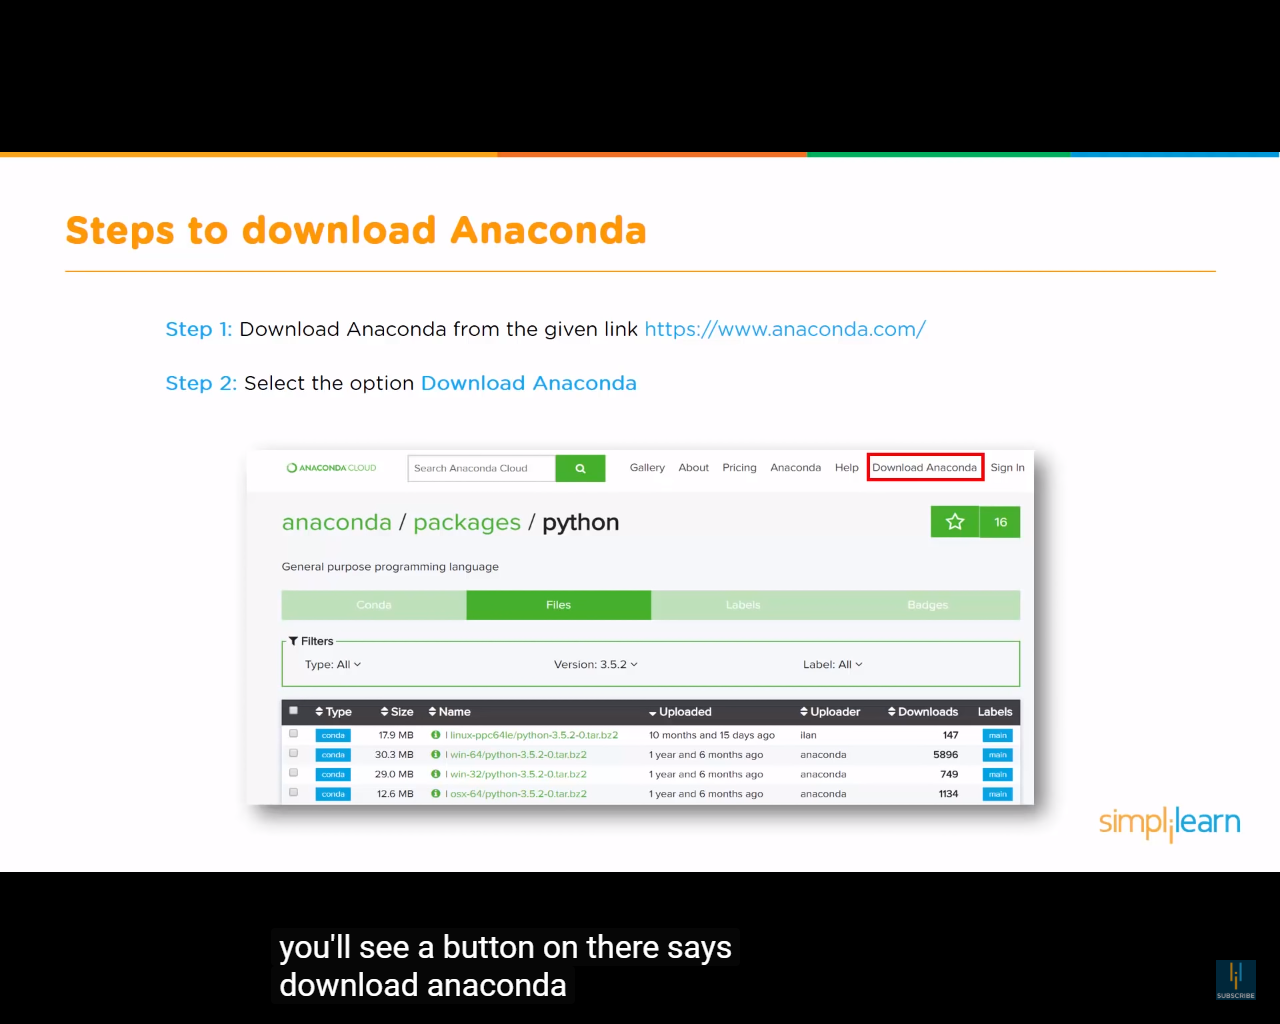 Steps to download Anaconda
Step 1: Download Anaconda from the given link https://www.anaconda.com/
Step 2: Select the option Download Anaconda
ANACONDA CLOUD Search Anaconda Cloud Gallery About Pricing Anaconda Help Download Anaconda Sign In
anaconda / packages / python 16
General purpose programming language
Conda Files Labels Badges
Filters
Type: All Version: 3.5.2 Label: All
Type Size Name Uploaded Uploader Downloads Labels
conda 17.9 MB | linux-ppc64le/python-3.5.2-0.tar.bz2 10 months and 15 days ago ilan 147 main
conda 30.3 MB | win-64/python-3.5.2-0.tar.bz2 1 year and 6 months ago anaconda 5896 main
conda 29.0 MB | win-32/python-3.5.2-0.tar.bz2 1 year and 6 months ago anaconda 749 main
conda 12.6 MB | osx-64/python-3.5.2-0.tar.bz2 1 year and 6 months ago anaconda 1134 main
simplilearn
you'll see a button on there says
download anaconda
SUBSCRIBE